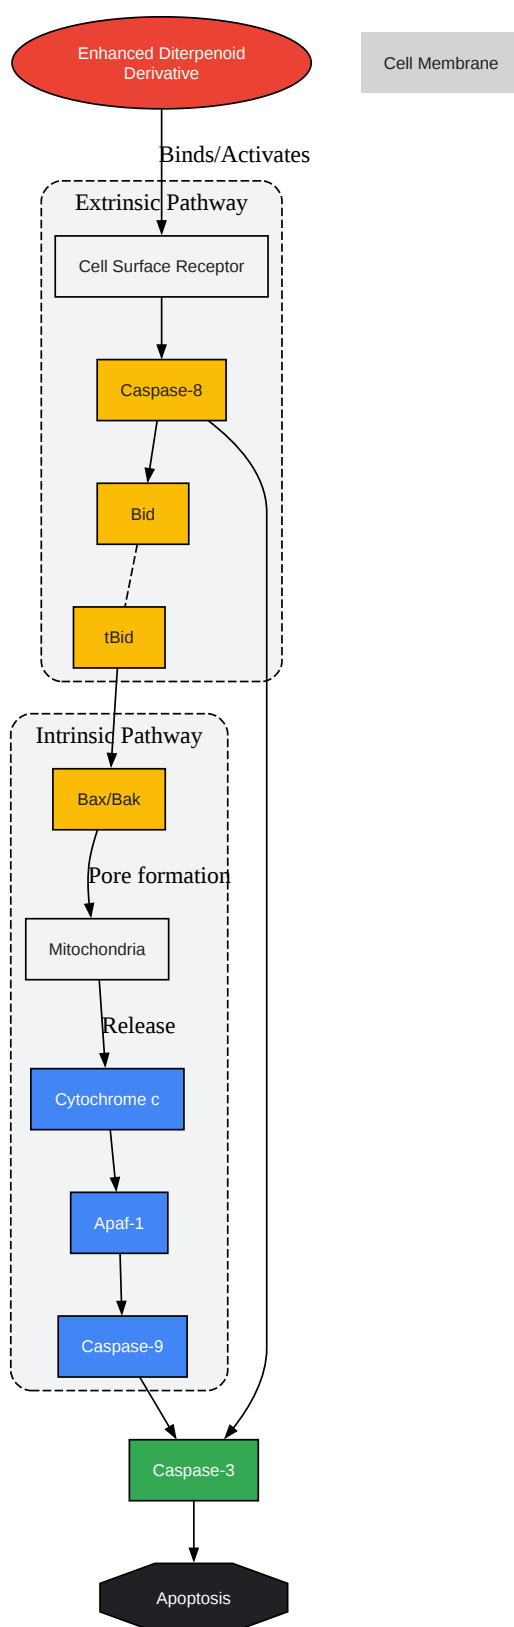 Enhanced Diterpenoid
Derivative
Cell Membrane
Binds/Activates
Extrinsic Pathway
Cell Surface Receptor
Caspase-8
Bid
tBid
Intrinsic Pathway
Bax/Bak
Pore formation
Mitochondria
Release
Cytochrome c
Apaf-1
Caspase-9
Caspase-3
Apoptosis